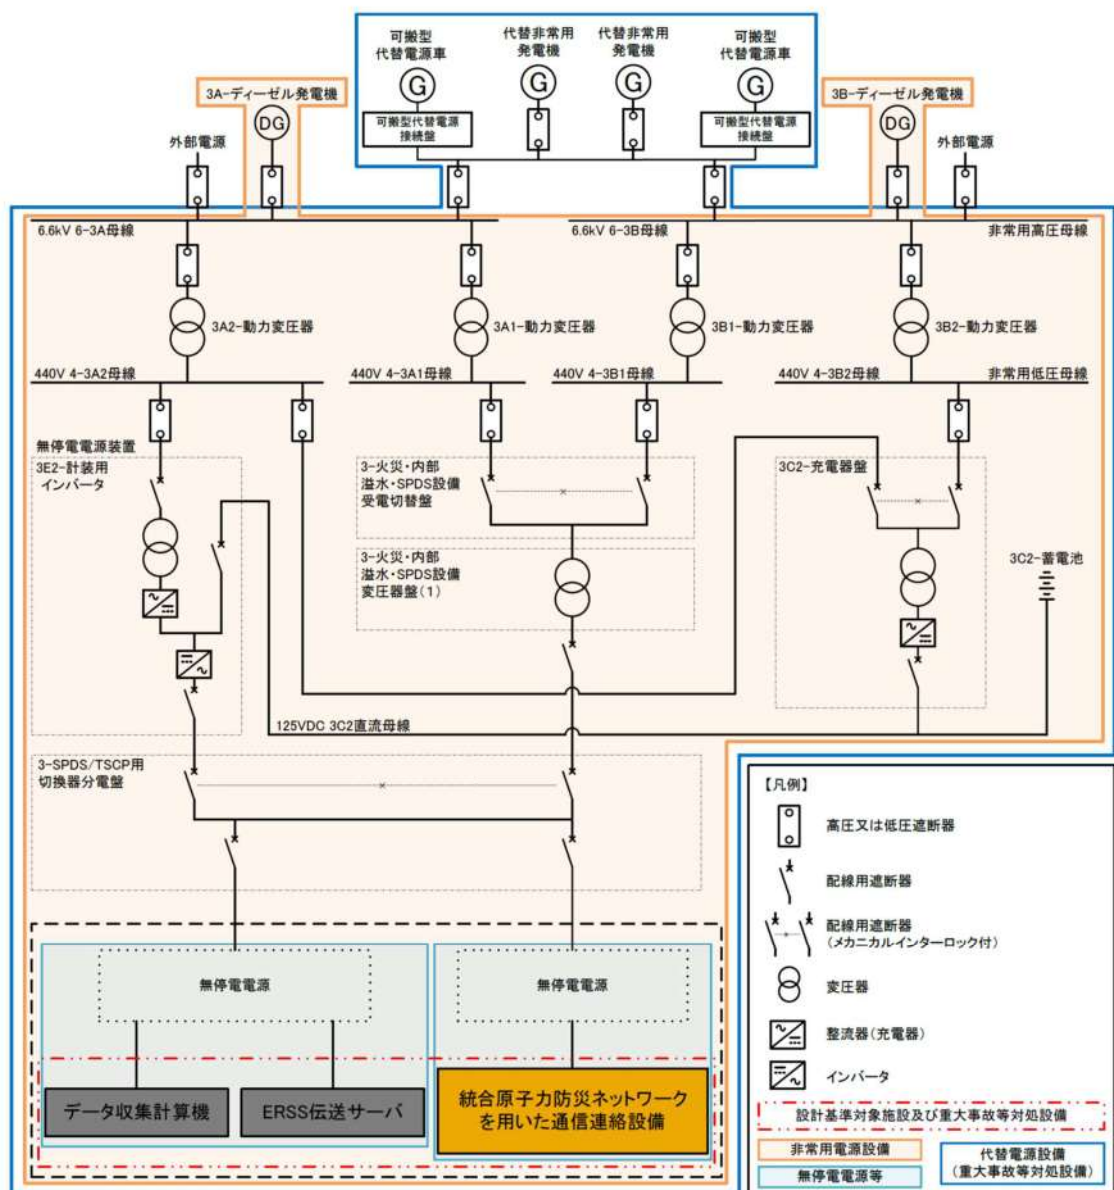 可搬型
代替電源車
代替非常用
発電機
代替非常用
発電機
可搬型
代替電源車
G
G
G
G
3A-ディーゼル発電機
3B-ディーゼル発電機
DG
DG
可搬型代替電源
接続盤
可搬型代替電源
接続盤
外部電源
外部電源
6.6kV 6-3A母線
6.6kV 6-3B母線
非常用高圧母線
3A2-動力変圧器
3A1-動力変圧器
3B1-動力変圧器
3B2-動力変圧器
440V 4-3A2母線
440V 4-3A1母線
440V 4-3B1母線
440V 4-3B2母線
非常用低圧母線
無停電電源装置
3E2-計装用
インバータ
3-火災・内部
溢水・SPDS設備
受電切替盤
3C2-充電器盤
3-火災・内部
溢水・SPDS設備
変圧器盤(1)
3C2-蓄電池
125VDC 3C2直流母線
3-SPDS/TSCP用
切換器分電盤
無停電電源
無停電電源
データ収集計算機
ERSS伝送サーバ
統合原子力防災ネットワーク
を用いた通信連絡設備
【凡例】
高圧又は低圧遮断器
配線用遮断器
配線用遮断器
(メカニカルインターロック付)
変圧器
整流器(充電器)
インバータ
設計基準対象施設及び重大事故等対処設備
非常用電源設備
無停電電源等
代替電源設備
(重大事故等対処設備)